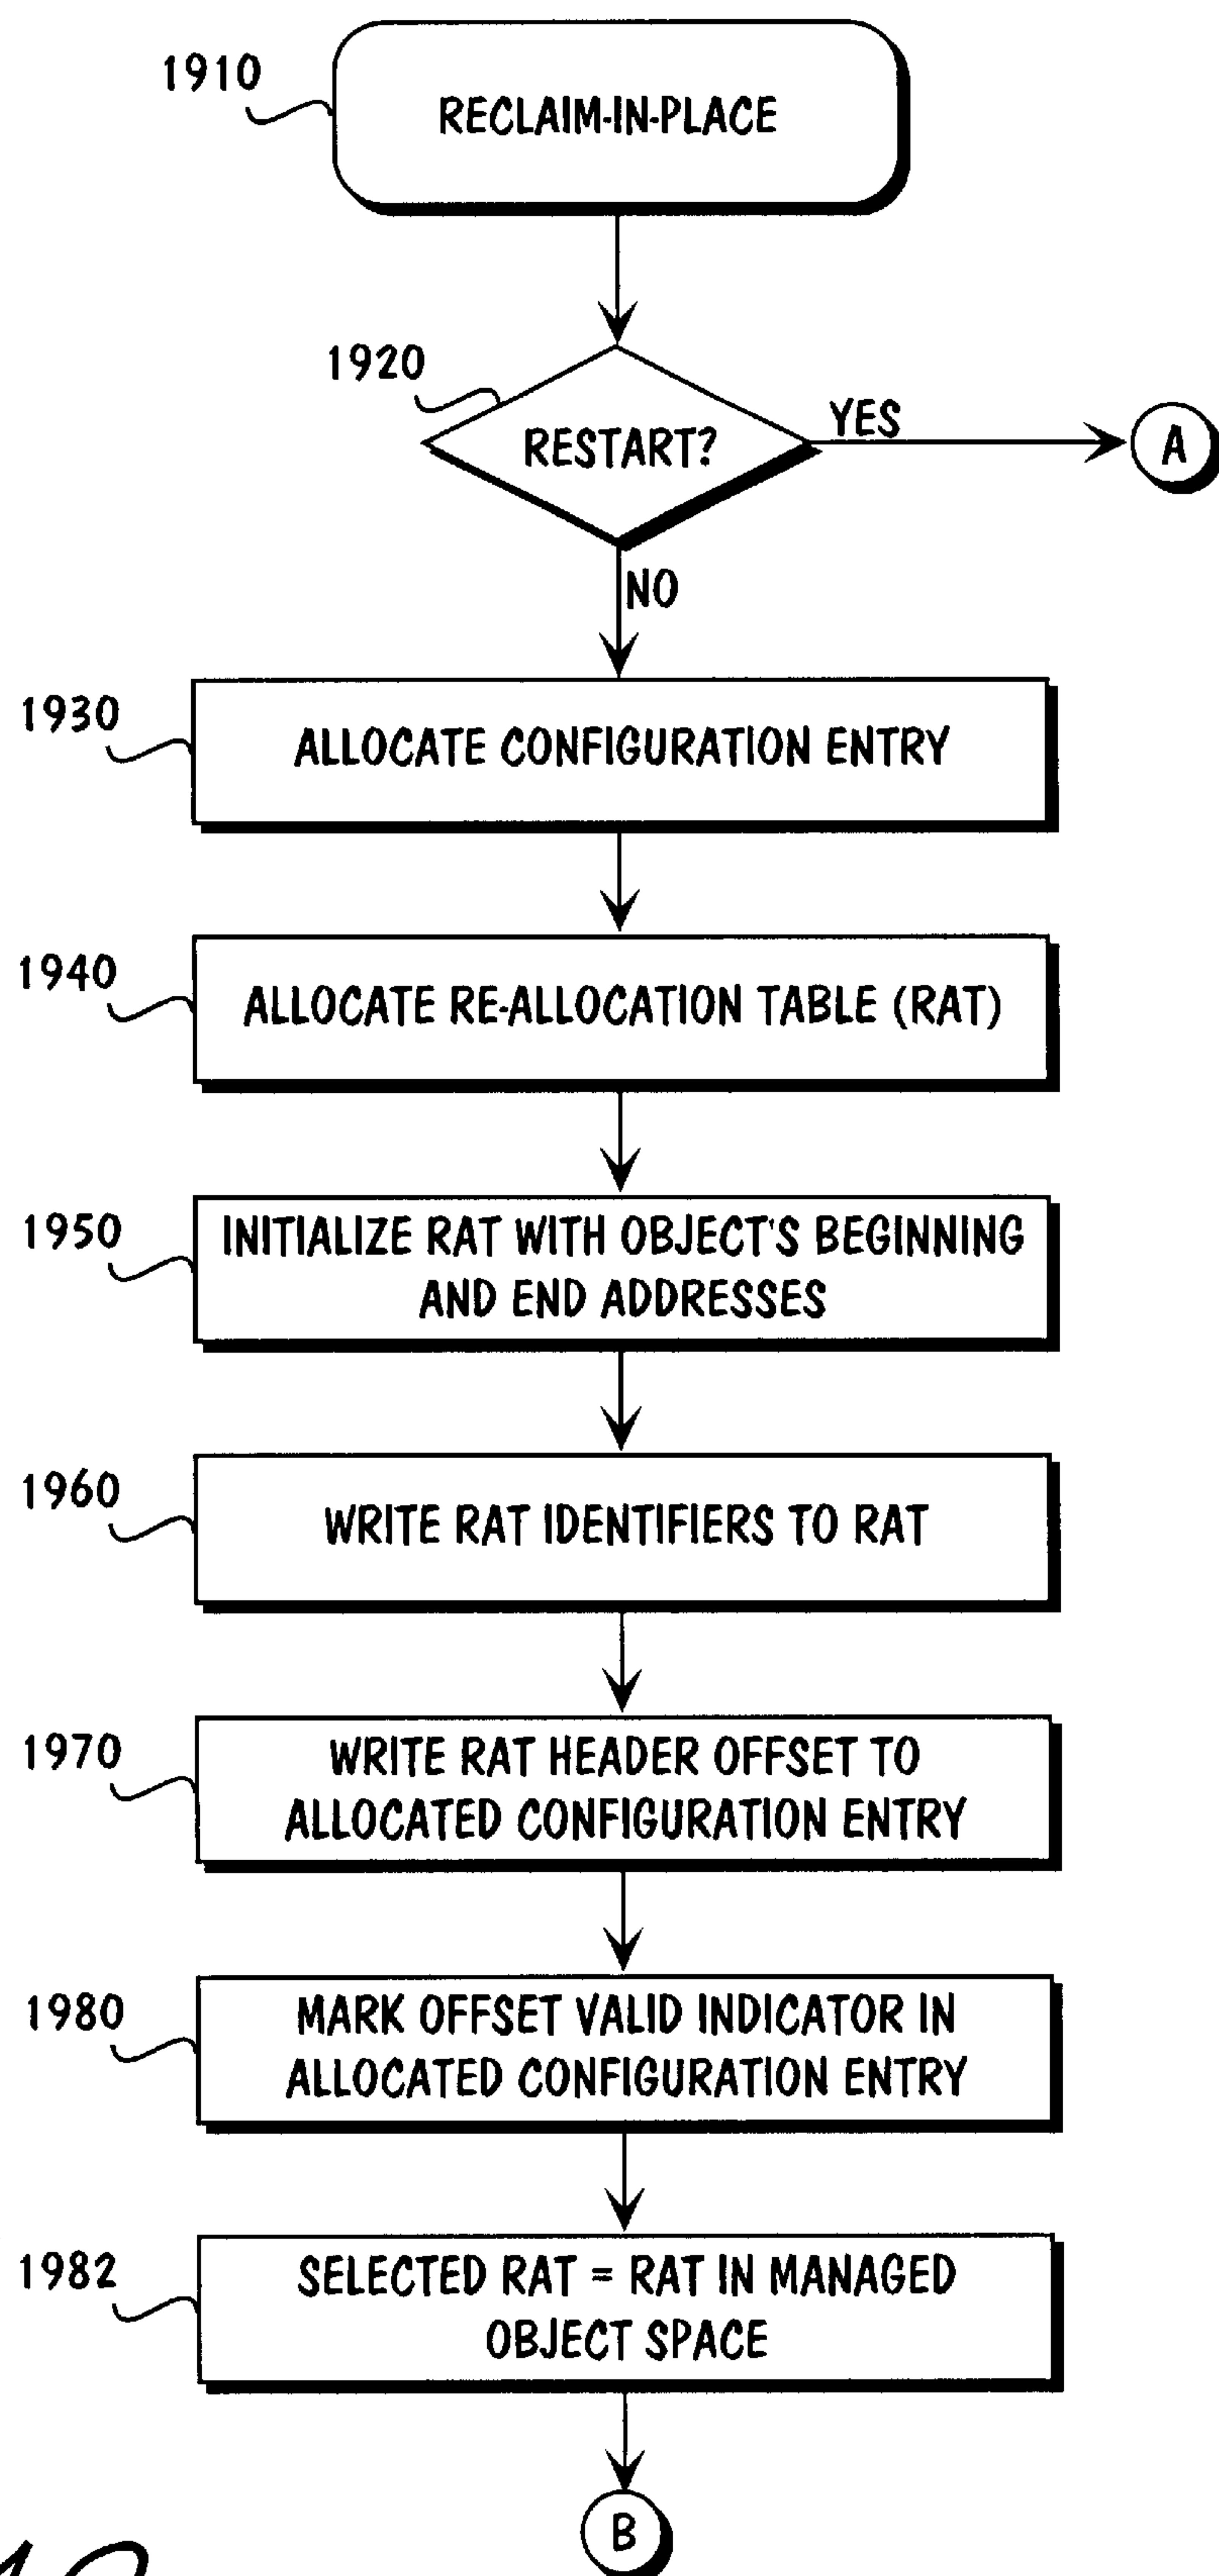 1910
RECLAIM-IN-PLACE
1920
RESTART?
YES
A
NO
1930
ALLOCATE CONFIGURATION ENTRY
1940
ALLOCATE RE-ALLOCATION TABLE (RAT)
1950
INITIALIZE RAT WITH OBJECT'S BEGINNING
AND END ADDRESSES
1960
WRITE RAT IDENTIFIERS TO RAT
1970
WRITE RAT HEADER OFFSET TO
ALLOCATED CONFIGURATION ENTRY
1980
MARK OFFSET VALID INDICATOR IN
ALLOCATED CONFIGURATION ENTRY
1982
SELECTED RAT = RAT IN MANAGED
OBJECT SPACE
B